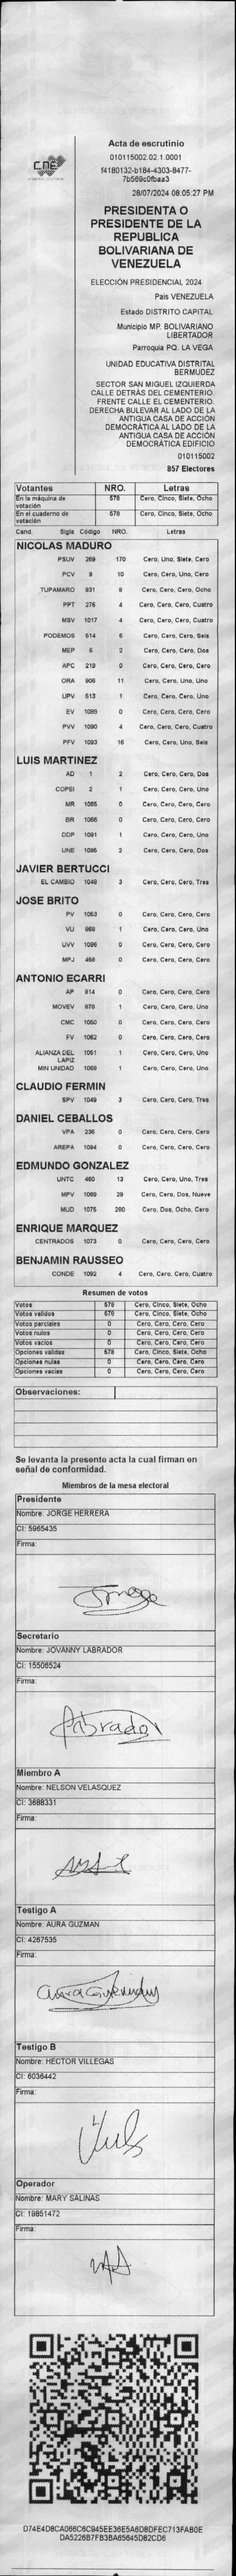 CNE
Acta de escrutinio
010115002.02.1.0001
28/07/2024 08:05:27 PM
PRESIDENTA O
PRESIDENTE DE LA
REPUBLICA
BOLIVARIANA DE
VENEZUELA
ELECCIÓN PRESIDENCIAL 2024
País VENEZUELA
Estado DISTRITO CAPITAL
Municipio MP. BOLIVARIANO
LIBERTADOR
Parroquia PQ. LA VEGA
UNIDAD EDUCATIVA DISTRITAL
BERMUDEZ
SECTOR SAN MIGUEL IZQUIERDA
CALLE DETRÁS DEL CEMENTERIO.
FRENTE CALLE EL CEMENTERIO.
DERECHA BULEVAR AL LADO DE LA
ANTIGUA CASA DE ACCIÓN
DEMOCRÁTICA AL LADO DE LA
ANTIGUA CASA DE ACCIÓN
DEMOCRÁTICA EDIFICIO
010115002
857 Electores
Votantes NRO. Letras
En la máquina de votación 578 Cero, Cinco, Siete, Ocho
En el cuaderno de votación 578 Cero, Cinco, Siete, Ocho
Cand. Sigla Código NRO. Letras
NICOLAS MADURO
PSUV 269 170 Cero, Uno, Siete, Cero
PCV 9 10 Cero, Cero, Uno, Cero
TUPAMARO 931 8 Cero, Cero, Cero, Ocho
PPT 276 4 Cero, Cero, Cero, Cuatro
MSV 1017 4 Cero, Cero, Cero, Cuatro
PODEMOS 514 6 Cero, Cero, Cero, Seis
MEP 6 2 Cero, Cero, Cero, Dos
APC 219 0 Cero, Cero, Cero, Cero
ORA 906 11 Cero, Cero, Uno, Uno
UPV 513 1 Cero, Cero, Cero, Uno
EV 1089 0 Cero, Cero, Cero, Cero
PVV 1090 4 Cero, Cero, Cero, Cuatro
PFV 1093 16 Cero, Cero, Uno, Seis
LUIS MARTINEZ
AD 1 2 Cero, Cero, Cero, Dos
COPEI 2 1 Cero, Cero, Cero, Uno
MR 1065 0 Cero, Cero, Cero, Cero
BR 1066 0 Cero, Cero, Cero, Cero
DDP 1091 1 Cero, Cero, Cero, Uno
UNE 1095 2 Cero, Cero, Cero, Dos
JAVIER BERTUCCI
EL CAMBIO 1048 3 Cero, Cero, Cero, Tres
JOSE BRITO
PV 1053 0 Cero, Cero, Cero, Cero
VU 969 1 Cero, Cero, Cero, Uno
UVV 1096 0 Cero, Cero, Cero, Cero
MPJ 456 0 Cero, Cero, Cero, Cero
ANTONIO ECARRI
AP 814 0 Cero, Cero, Cero, Cero
MOVEV 878 1 Cero, Cero, Cero, Uno
CMC 1050 0 Cero, Cero, Cero, Cero
FV 1062 0 Cero, Cero, Cero, Cero
ALIANZA DEL LAPIZ 1051 1 Cero, Cero, Cero, Uno
MIN UNIDAD 1068 1 Cero, Cero, Cero, Uno
CLAUDIO FERMIN
SPV 1049 3 Cero, Cero, Cero, Tres
DANIEL CEBALLOS
VPA 236 0 Cero, Cero, Cero, Cero
AREPA 1094 0 Cero, Cero, Cero, Cero
EDMUNDO GONZALEZ
UNTC 460 13 Cero, Cero, Uno, Tres
MPV 1069 29 Cero, Cero, Dos, Nueve
MUD 1075 280 Cero, Dos, Ocho, Cero
ENRIQUE MARQUEZ
CENTRADOS 1073 0 Cero, Cero, Cero, Cero
BENJAMIN RAUSSEO
CONDE 1092 4 Cero, Cero, Cero, Cuatro
Resumen de votos
Votos 578 Cero, Cinco, Siete, Ocho
Votos validos 578 Cero, Cinco, Siete, Ocho
Votos parciales 0 Cero, Cero, Cero, Cero
Votos nulos 0 Cero, Cero, Cero, Cero
Votos vacios 0 Cero, Cero, Cero, Cero
Opciones validas 578 Cero, Cinco, Siete, Ocho
Opciones nulas 0 Cero, Cero, Cero, Cero
Opciones vacias 0 Cero, Cero, Cero, Cero
Observaciones:
Se levanta la presente acta la cual firman en
señal de conformidad.
Miembros de la mesa electoral
Presidente
Nombre: JORGE HERRERA
CI: 5965435
Firma:
Secretario
Nombre: JOVANNY LABRADOR
CI: 15506524
Firma:
Labrador
Miembro A
Nombre: NELSON VELASQUEZ
CI: 3688331
Firma:
Testigo A
Nombre: AURA GUZMAN
CI: 4267535
Firma:
Testigo B
Nombre: HECTOR VILLEGAS
CI: 6036442
Firma:
Operador
Nombre: MARY SALINAS
CI: 18851472
Firma: